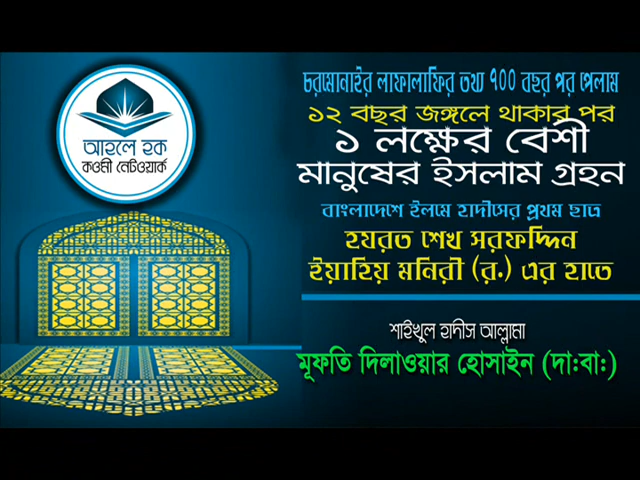 আহলে হক
কওমী নেটওয়ার্ক
চরমোনাইর লাফালাফির তথ্য ৭০০ বছর পর পেলাম
১২ বছর জঙ্গলে থাকার পর
১ লক্ষের বেশী
মানুষের ইসলাম গ্রহন
বাংলাদেশে ইলমে হাদীসের প্রথম ছাত্র
হযরত শেখ সরফদ্দিন
ইয়াহিয় মনিরী (র.) এর হাতে
শাইখুল হাদীস আল্লামা
মূফতি দিলাওয়ার হোসাইন (দা:বা:)